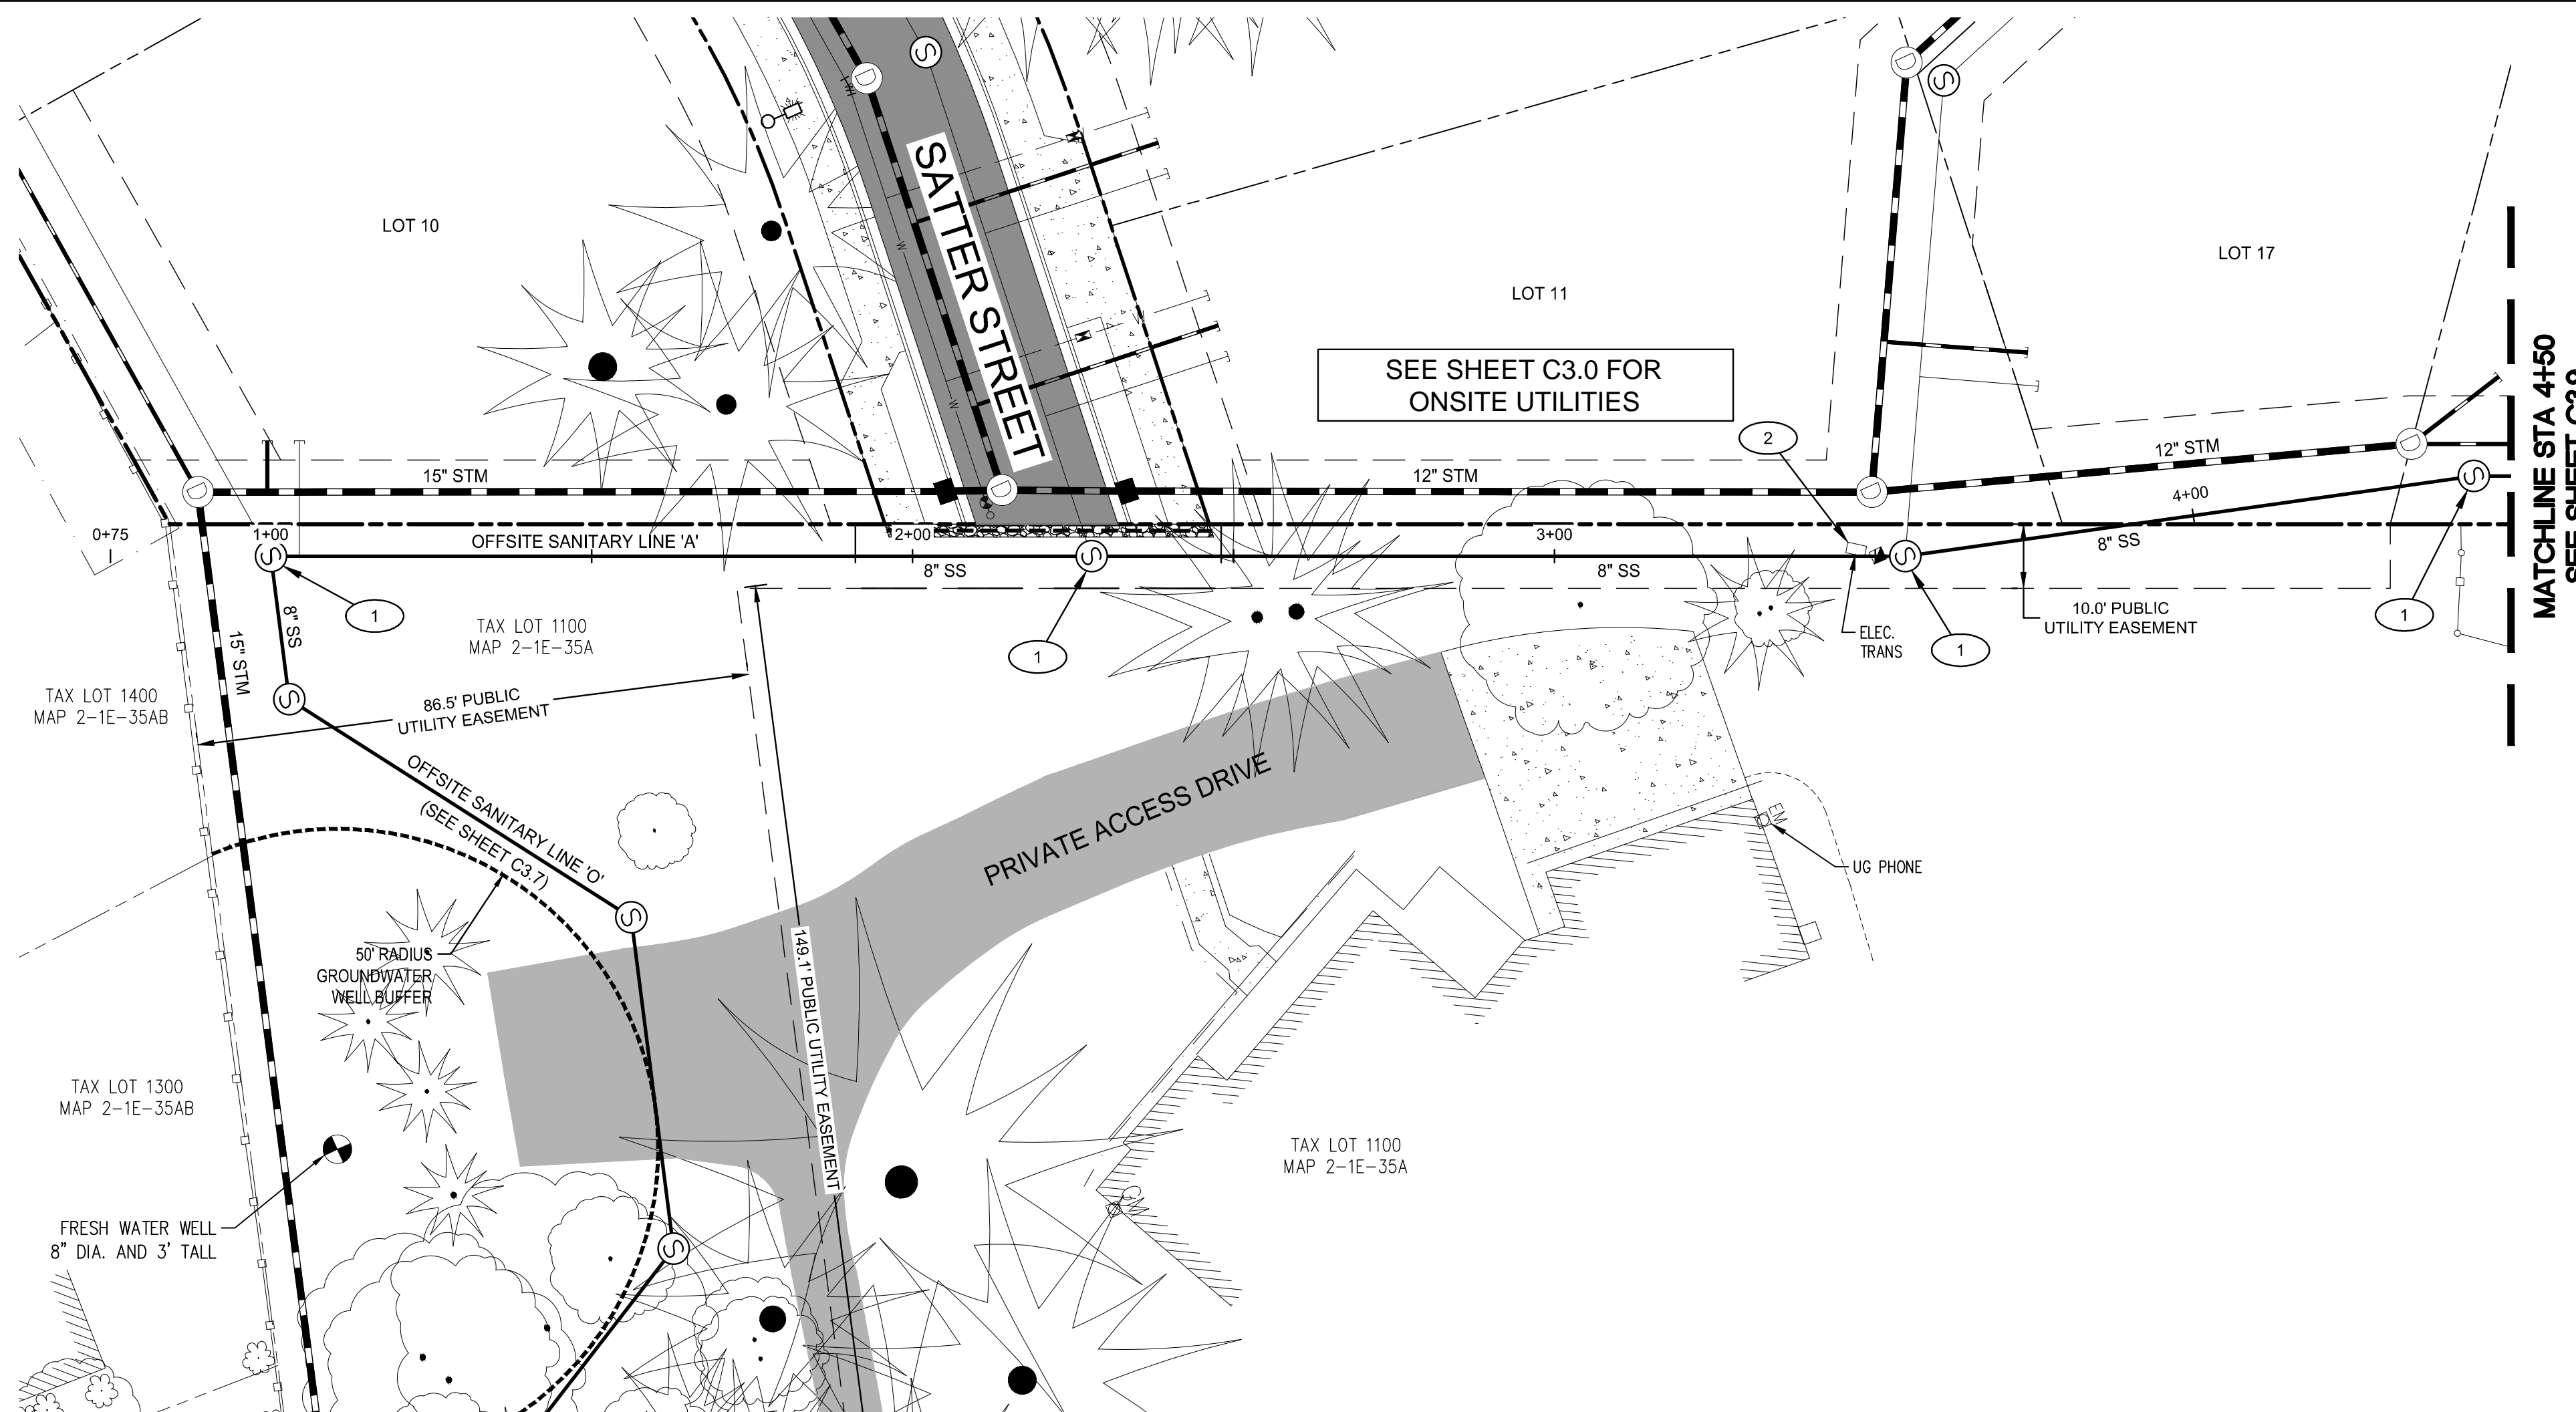 LOT 10
SATTER STREET
LOT 11
LOT 17
SEE SHEET C3.0 FOR
ONSITE UTILITIES
2
MATCHLINE STA 4+50
W
W
W
15" STM
12" STM
12" STM
0+75
1+00
OFFSITE SANITARY LINE 'A'
2+00
3+00
4+00
S
S
S
S
S
S
S
S
S
D
D
D
D
D
8" SS
8" SS
8" SS
8" SS
15" STM
1
1
1
1
TAX LOT 1100
MAP 2-1E-35A
10.0' PUBLIC
UTILITY EASEMENT
ELEC.
TRANS
TAX LOT 1400
MAP 2-1E-35AB
86.5' PUBLIC
UTILITY EASEMENT
OFFSITE SANITARY LINE 'O'
(SEE SHEET C3.7)
PRIVATE ACCESS DRIVE
EM
UG PHONE
50' RADIUS
GROUNDWATER
WELL BUFFER
149.1' PUBLIC UTILITY EASEMENT
TAX LOT 1300
MAP 2-1E-35AB
TAX LOT 1100
MAP 2-1E-35A
FRESH WATER WELL
8" DIA. AND 3' TALL